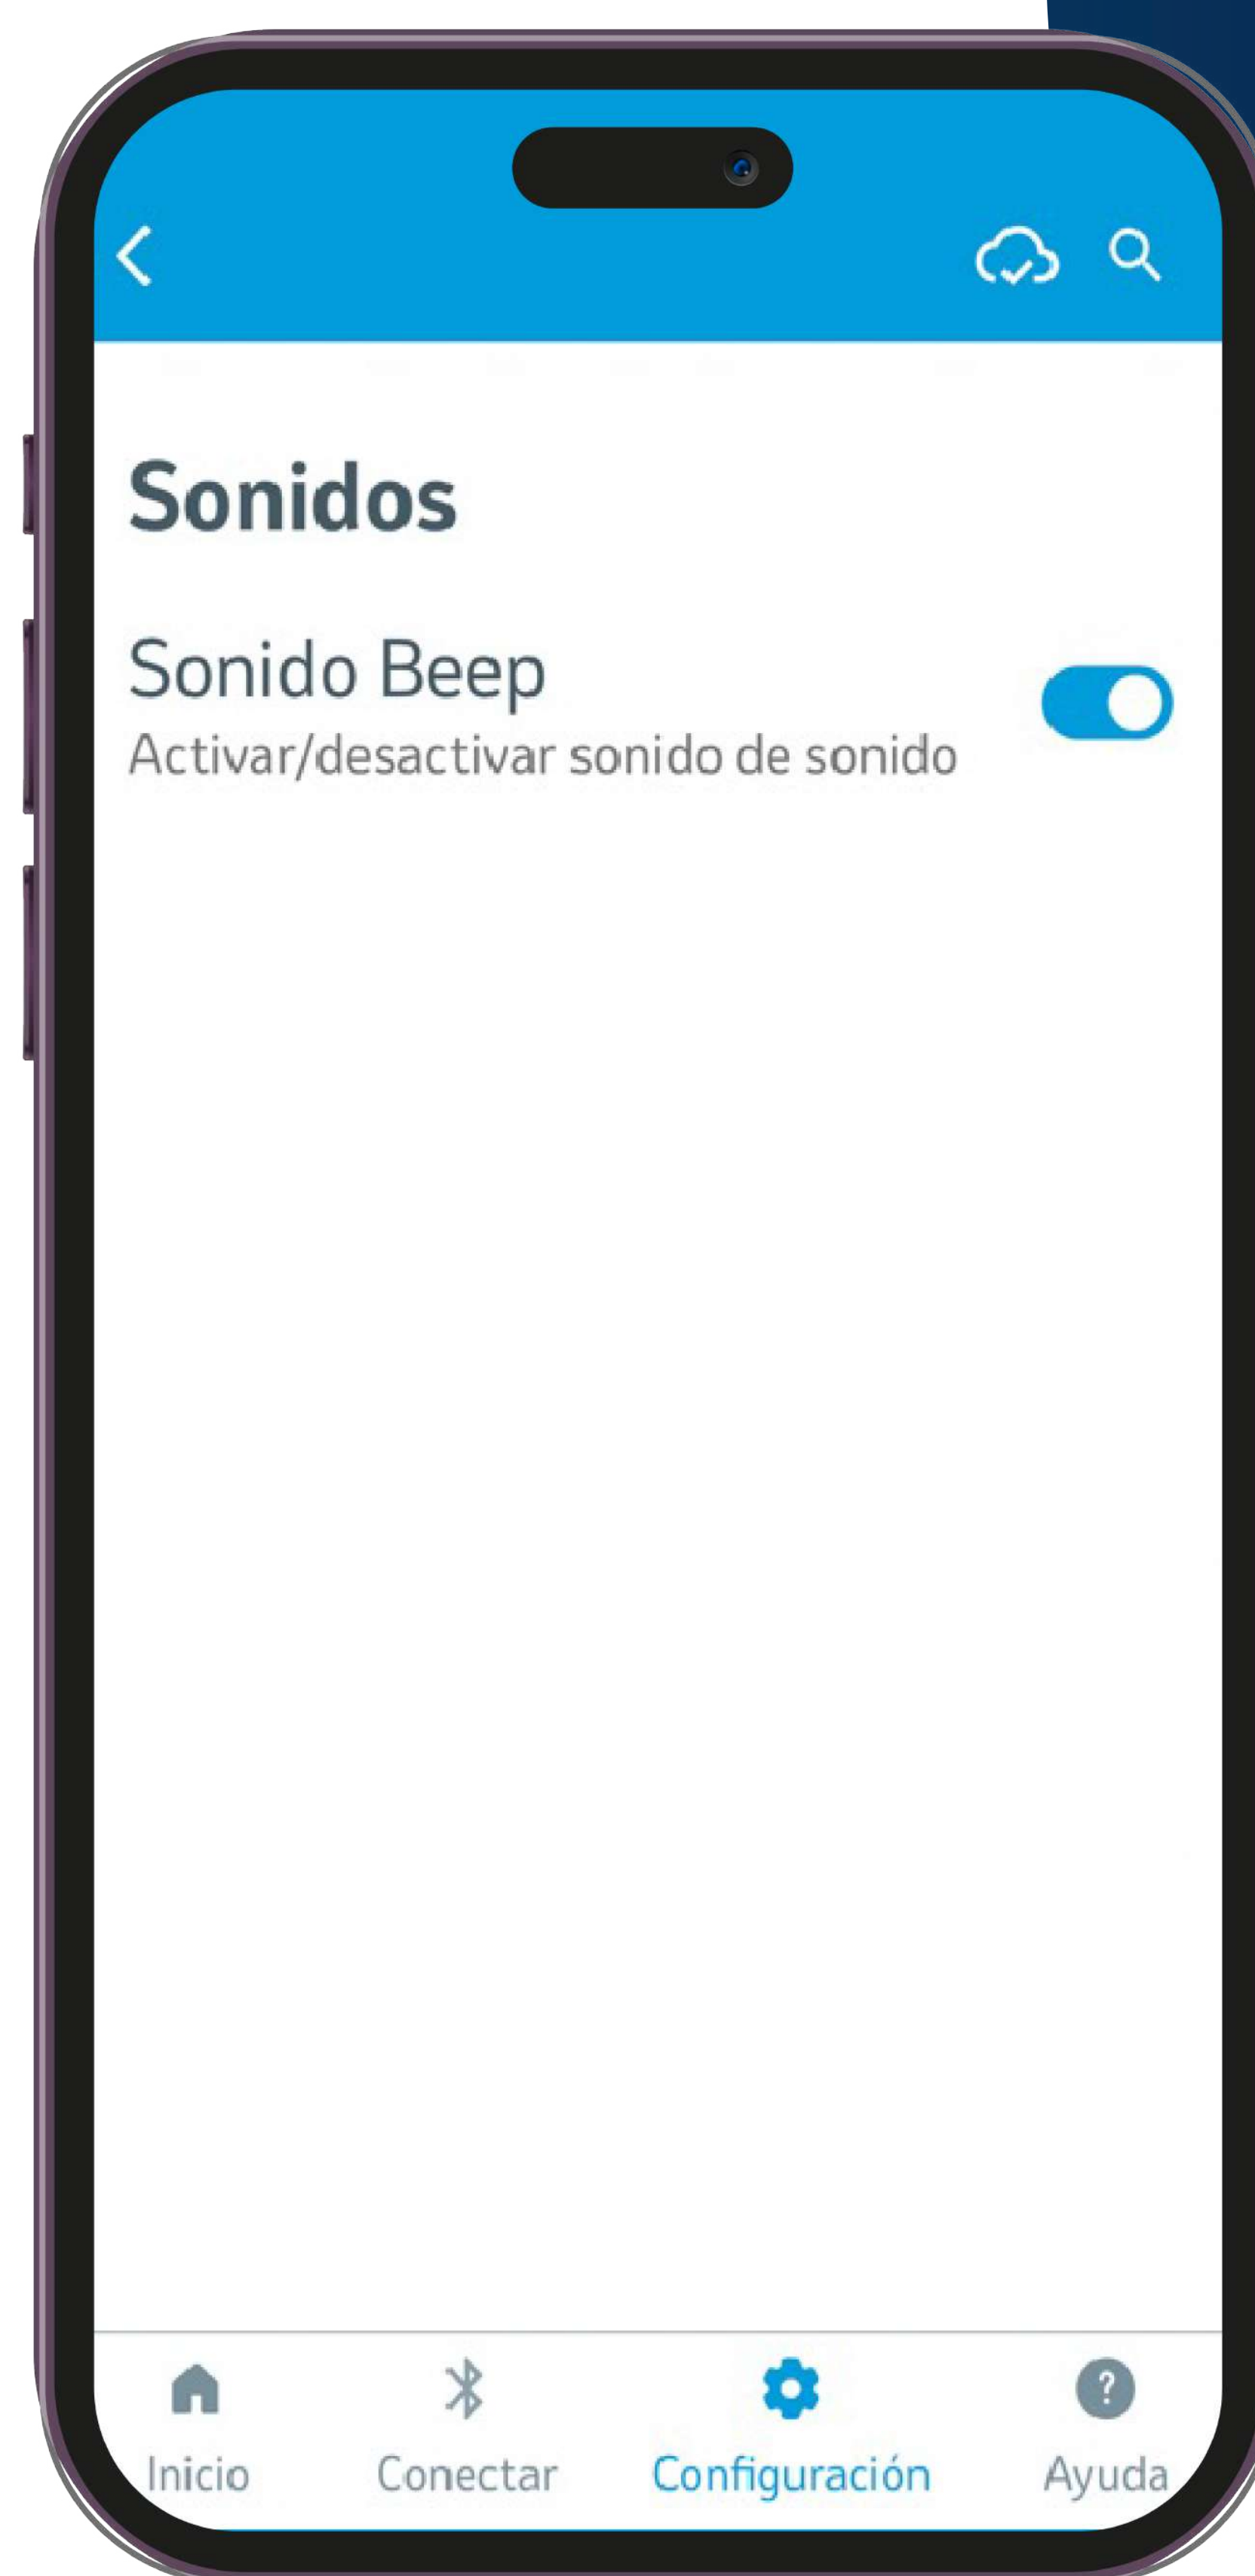 Sonidos
Sonido Beep
Activar/desactivar sonido de sonido
Inicio Conectar Configuración Ayuda